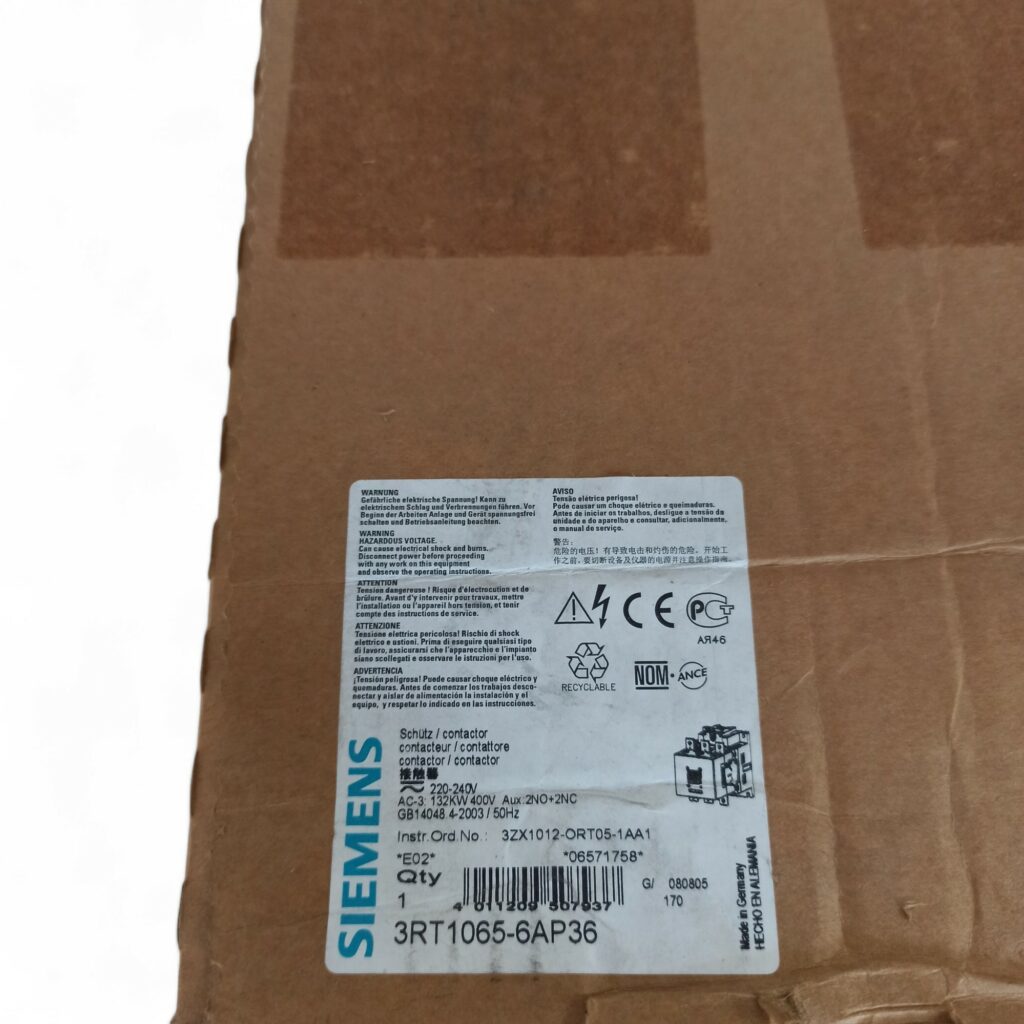 WARNUNG
Gefährliche elektrische Spannung! Kann zu
elektrischem Schlag und Verbrennungen führen. Vor
Beginn der Arbeiten Anlage und Gerät spannungsfrei
schalten und Betriebsanleitung beachten.
WARNING
HAZARDOUS VOLTAGE.
Can cause electrical shock and burns.
Disconnect power before proceeding
with any work on this equipment
and observe the operating instructions.
ATTENTION
Tension dangereuse ! Risque d'électrocution et de
brûlure. Avant d'y intervenir pour travaux, mettre
l'installation ou l'appareil hors tension, et tenir
compte des instructions de service.
ATTENZIONE
Tensione elettrica pericolosa! Rischio di shock
elettrico e ustioni. Prima di eseguire qualsiasi tipo
di lavoro, assicurarsi che l'apparecchio e l'impianto
siano scollegati e osservare le istruzioni per l'uso.
ADVERTENCIA
¡Tensión peligrosa! Puede causar choque eléctrico y
quemaduras. Antes de comenzar los trabajos desco-
nectar y aislar de alimentación la instalación y el
equipo, y respetar lo indicado en las instrucciones.
AVISO
Tensão elétrica perigosa!
Pode causar um choque elétrico e queimaduras.
Antes de iniciar os trabalhos, desligue a tensão da
unidade e do aparelho e consultar, adicionalmente,
o manual de serviço.
警告:
危险的电压! 有导致电击和灼伤的危险。开始工
作之前,要切断设备及仪器的电源并注意操作指南
CE
РСТ
АЯ46
RECYCLABLE
NOM·ANCE
SIEMENS
Schütz / contactor
contacteur / contattore
contactor / contactor
接触器
220-240V
AC-3: 132KW 400V Aux:2NO+2NC
GB14048.4-2003 / 50Hz
Instr.Ord.No.: 3ZX1012-ORT05-1AA1
*E02* *06571758*
Qty
1
4 011209 507937
G/ 080805
170
3RT1065-6AP36
Made in Germany
HECHO EN ALEMANIA